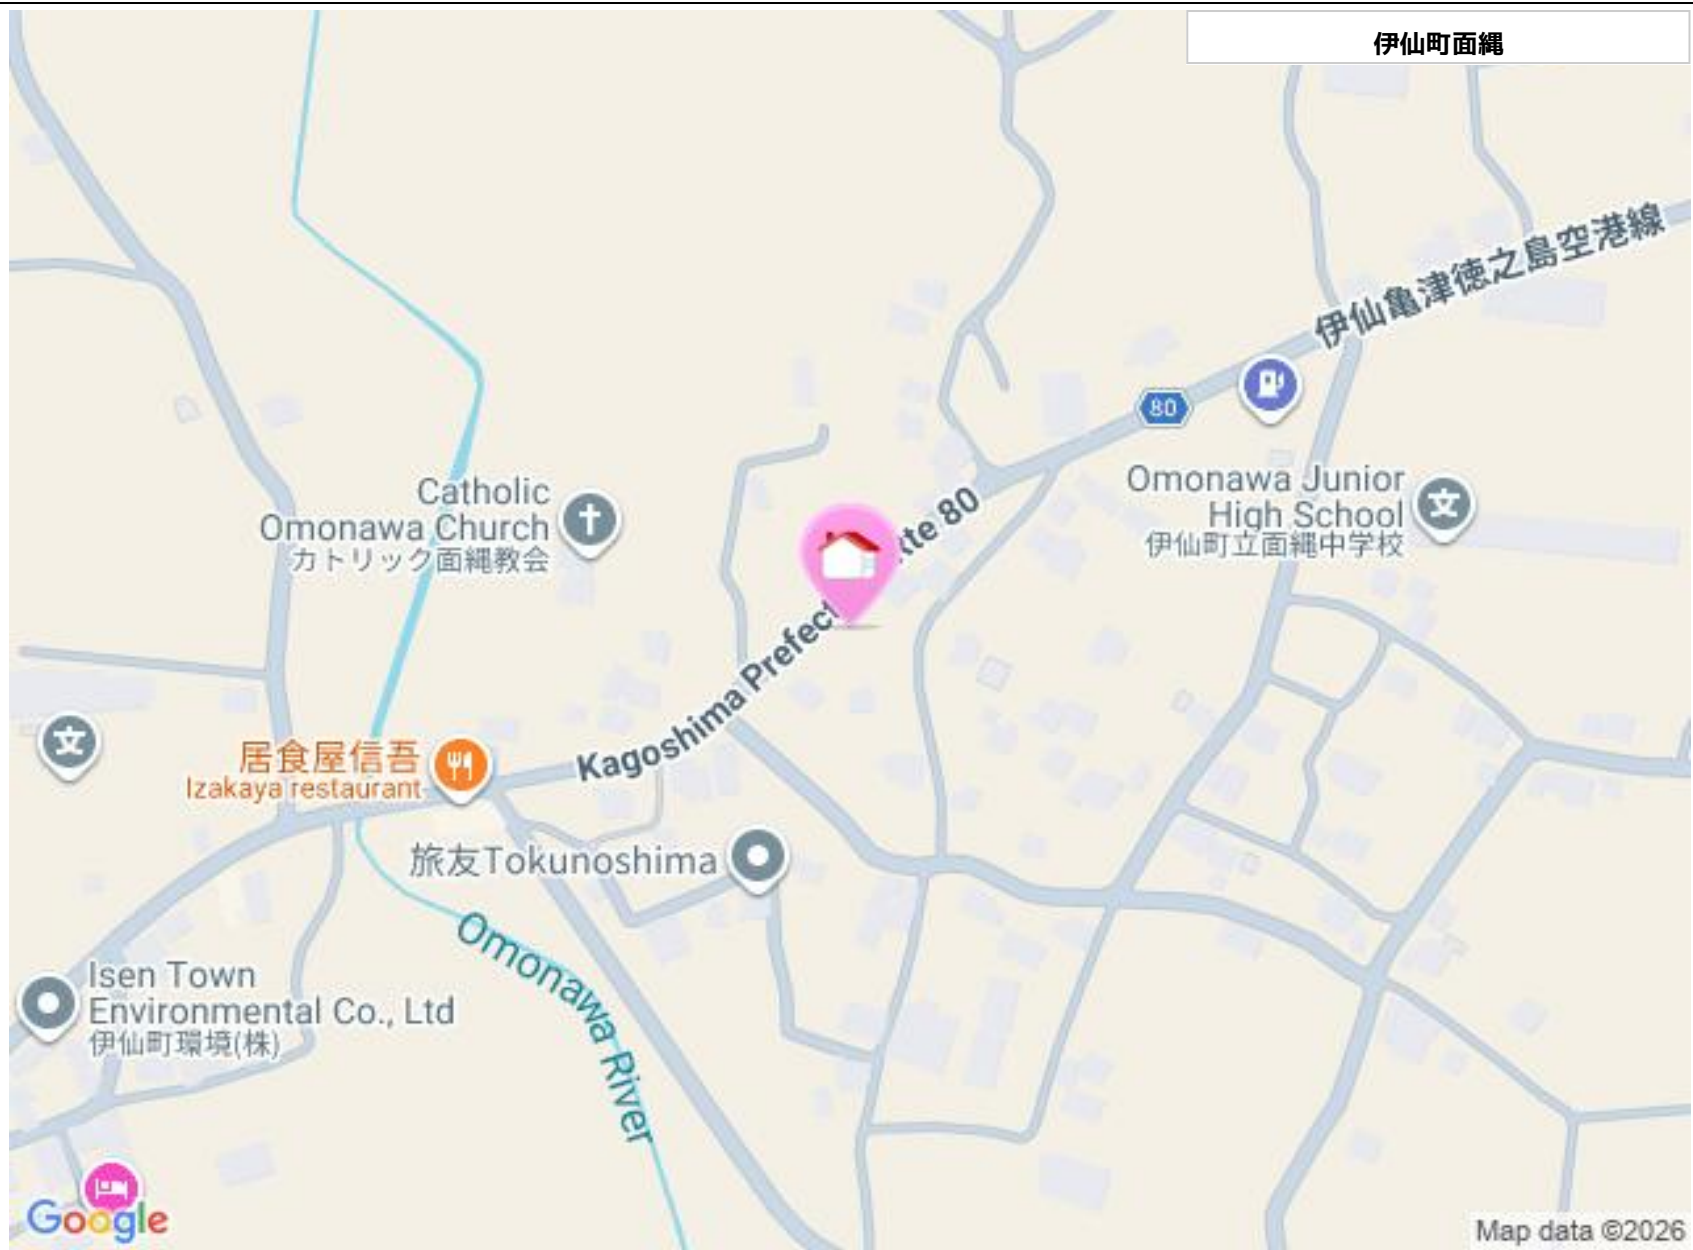 伊仙町面縄
伊仙亀津徳之島空港線
80
Catholic
Omonawa Church
カトリック面縄教会
Omonawa Junior
High School
伊仙町立面縄中学校
文
Kagoshima Prefect
Rte 80
文
居食屋信吾
Izakaya restaurant
旅友Tokunoshima
Omonawa River
Isen Town
Environmental Co., Ltd
伊仙町環境(株)
Google
Map data ©2026